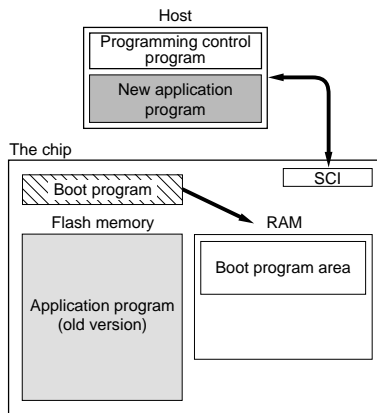 Host
Programming control
program
New application
program
The chip
SCI
Boot program
Flash memory
RAM
Boot program area
Application program
(old version)